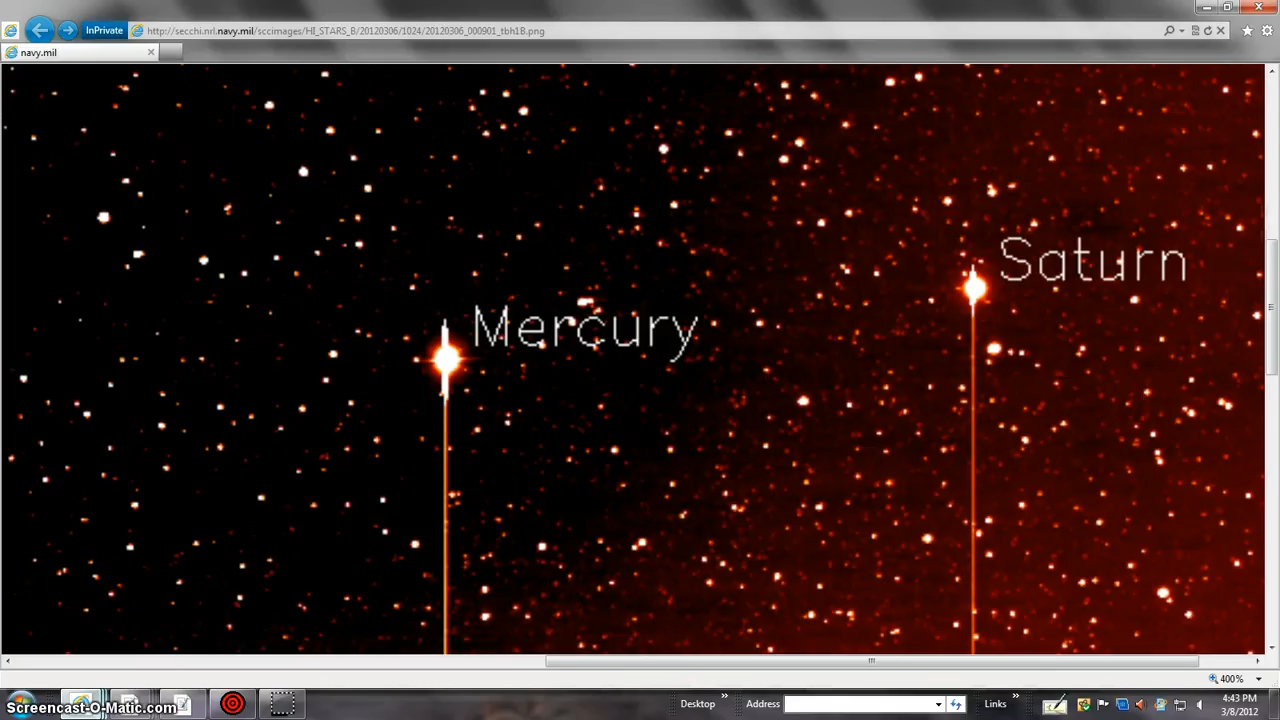 InPrivate
http://secchi.nrl.navy.mil/sccimages/HI_STARS_B/20120306/1024/20120306_000901_tbh1B.png
navy.mil
Saturn
Mercury
400%
Desktop
Address
Links
4:43 PM
3/8/2012
Screencast-O-Matic.com